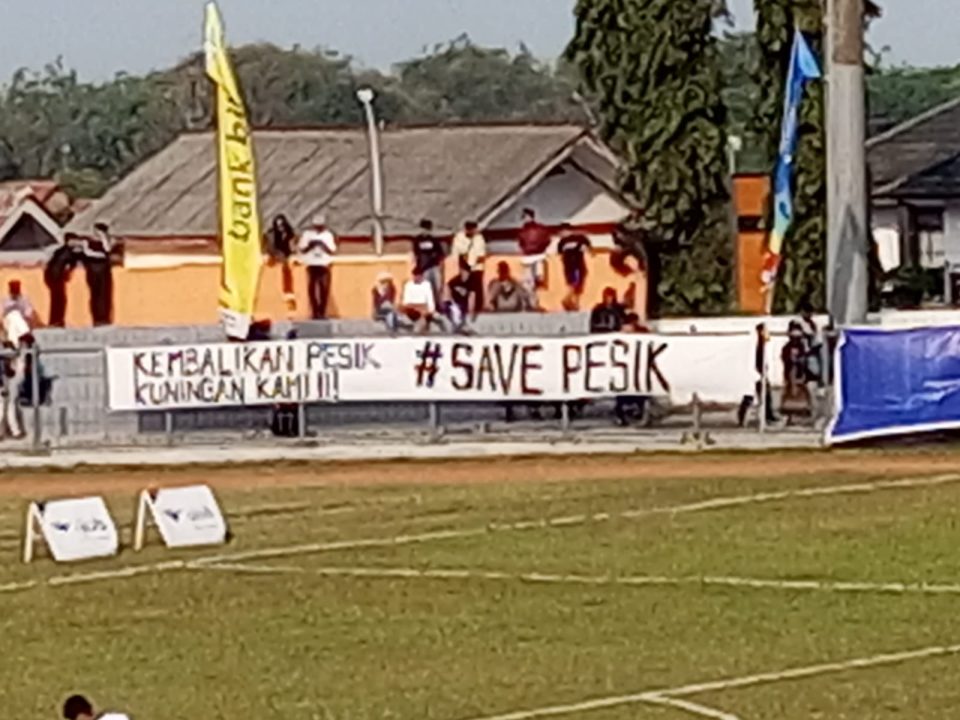 bank bjb
KEMBALIKAN PESIK
KUNINGAN KAMI!!!
#SAVE PESIK